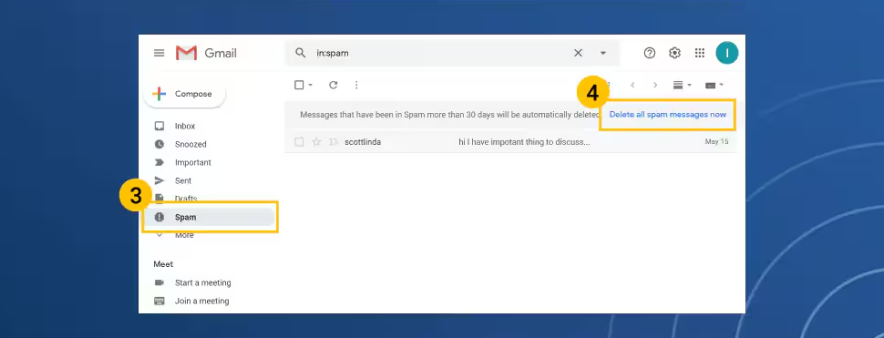 Gmail
in:spam
I
4
Compose
Messages that have been in Spam more than 30 days will be automatically deleted
Delete all spam messages now
Inbox
scottlinda
hi I have impotant thing to discuss...
May 15
Snoozed
Important
Sent
3
Drafts
Spam
More
Meet
Start a meeting
Join a meeting